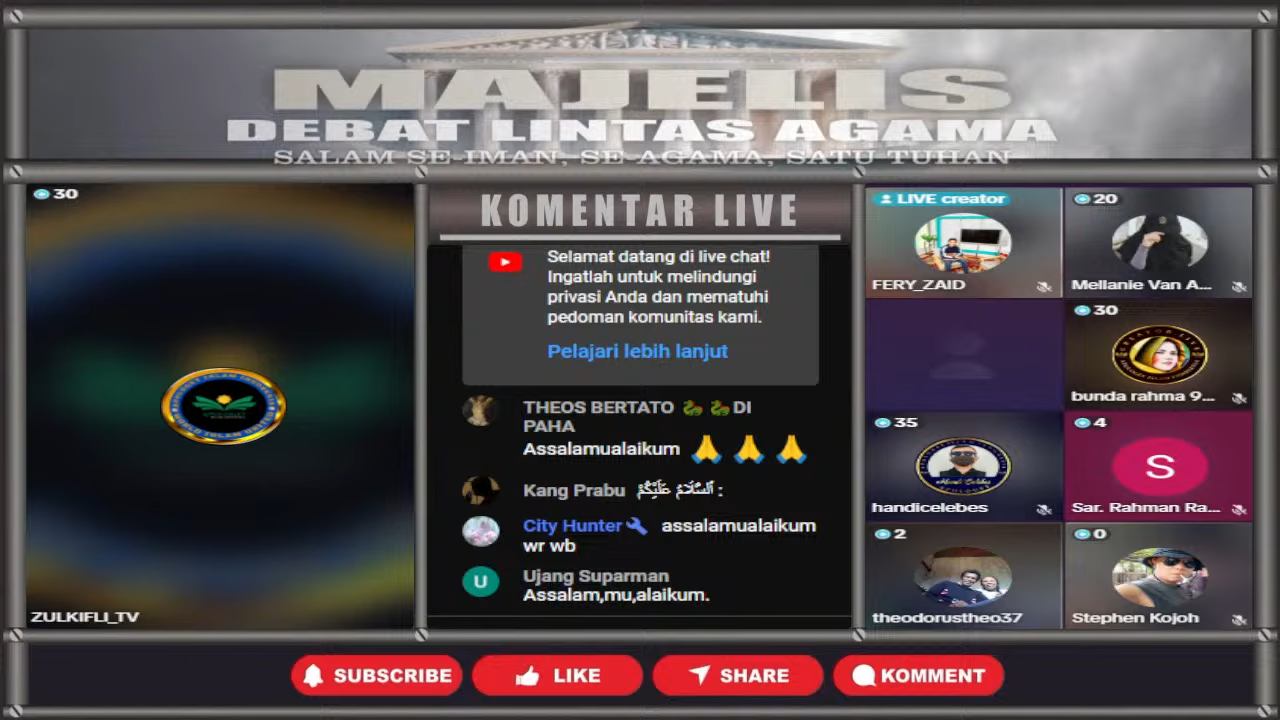 MAJELIS
DEBAT LINTAS AGAMA
SALAM SE-IMAN, SE-AGAMA, SATU TUHAN
30
ZULKIFLI_TV
KOMENTAR LIVE
Selamat datang di live chat!
Ingatlah untuk melindungi
privasi Anda dan mematuhi
pedoman komunitas kami.
Pelajari lebih lanjut
THEOS BERTATO 🐉 🐉DI
PAHA
Assalamualaikum 🙏 🙏 🙏
Kang Prabu ٱلسَّلَامُ عَلَيْكُمْ :
City Hunter🔧 assalamualaikum
wr wb
U
Ujang Suparman
Assalam,mu,alaikum.
LIVE creator
FERY_ZAID
20
Mellanie Van A...
30
bunda rahma 9...
35
handicelebes
4
S
Sar. Rahman Ra...
2
theodorustheo37
0
Stephen Kojoh
SUBSCRIBE
LIKE
SHARE
KOMMENT